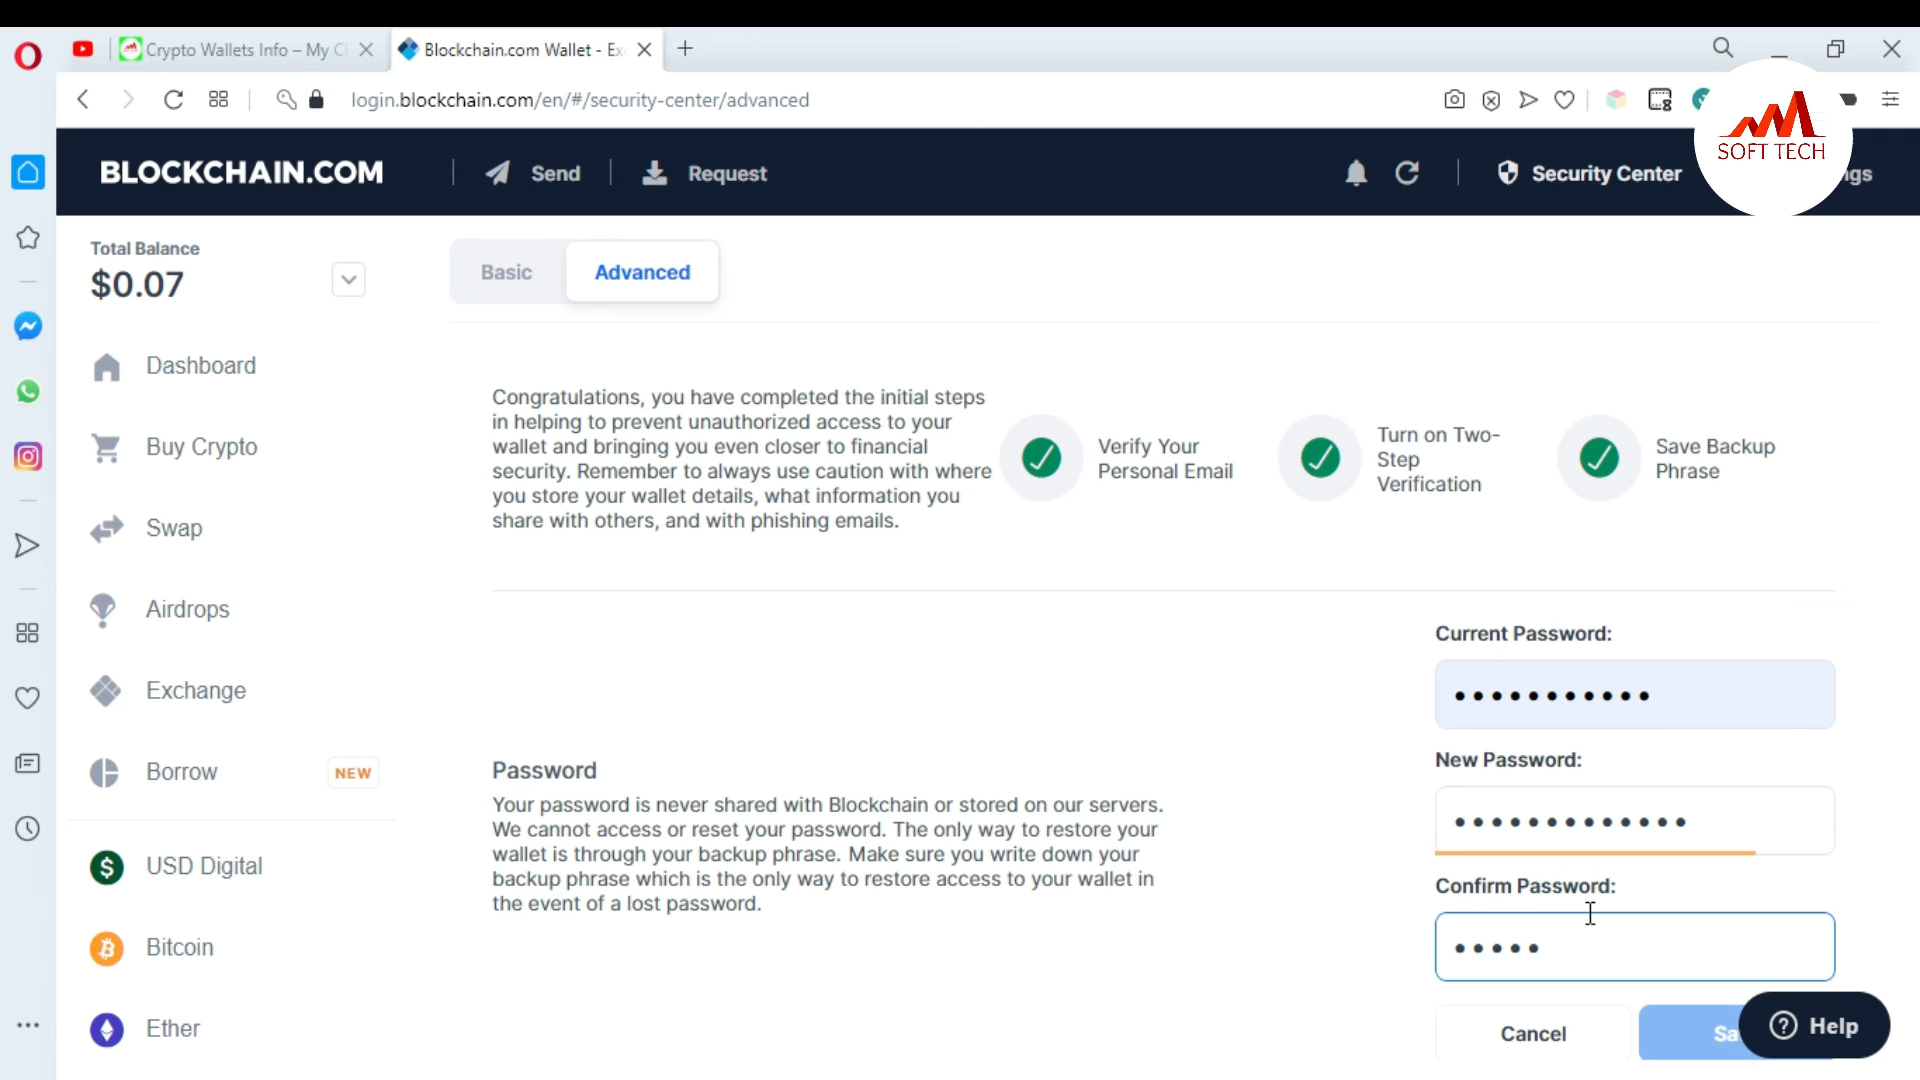 Crypto Wallets Info – My C
Blockchain.com Wallet - Ex
login.blockchain.com/en/#/security-center/advanced
SOFT TECH
BLOCKCHAIN.COM
Send
Request
Security Center
ngs
Total Balance
$0.07
Basic
Advanced
Dashboard
Buy Crypto
Swap
Airdrops
Exchange
Borrow
NEW
USD Digital
Bitcoin
Ether
Congratulations, you have completed the initial steps
in helping to prevent unauthorized access to your
wallet and bringing you even closer to financial
security. Remember to always use caution with where
you store your wallet details, what information you
share with others, and with phishing emails.
Verify Your
Personal Email
Turn on Two-
Step
Verification
Save Backup
Phrase
Password
Your password is never shared with Blockchain or stored on our servers.
We cannot access or reset your password. The only way to restore your
wallet is through your backup phrase. Make sure you write down your
backup phrase which is the only way to restore access to your wallet in
the event of a lost password.
Current Password:
New Password:
Confirm Password:
Cancel
Sa
Help